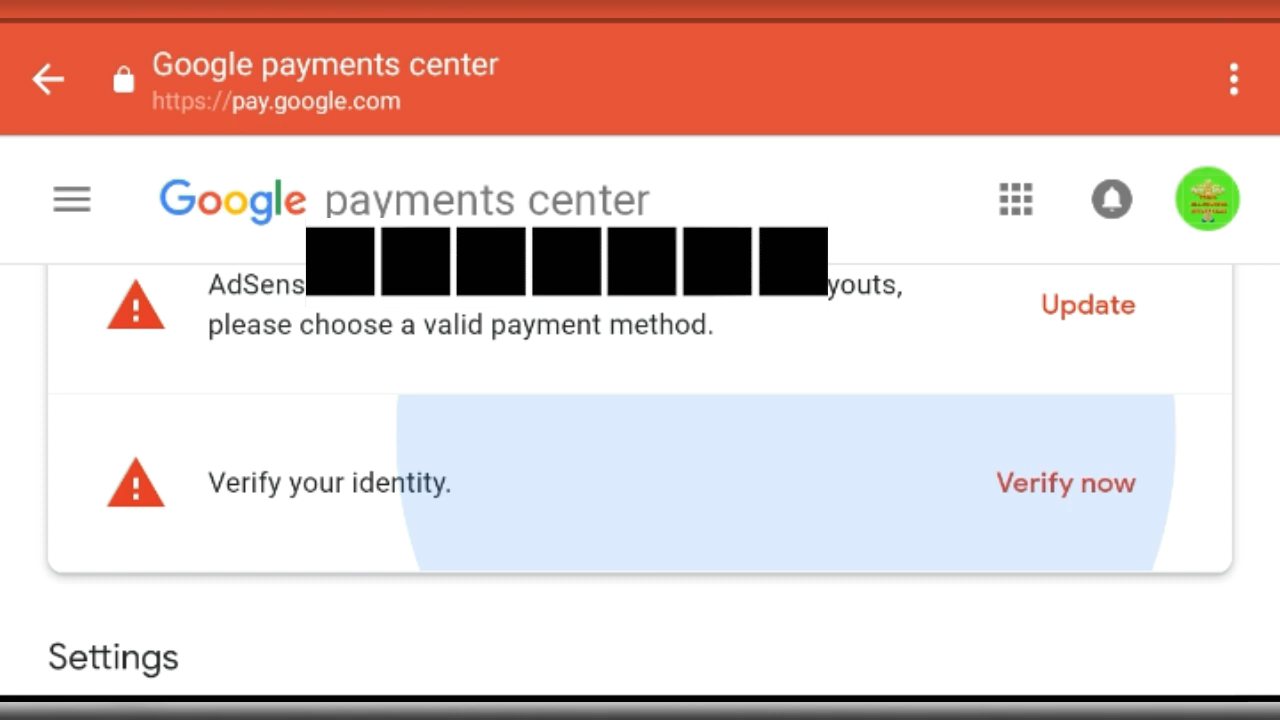 Google payments center
https://pay.google.com
Google payments center
AdSens youts,
please choose a valid payment method.
Update
Verify your identity.
Verify now
Settings